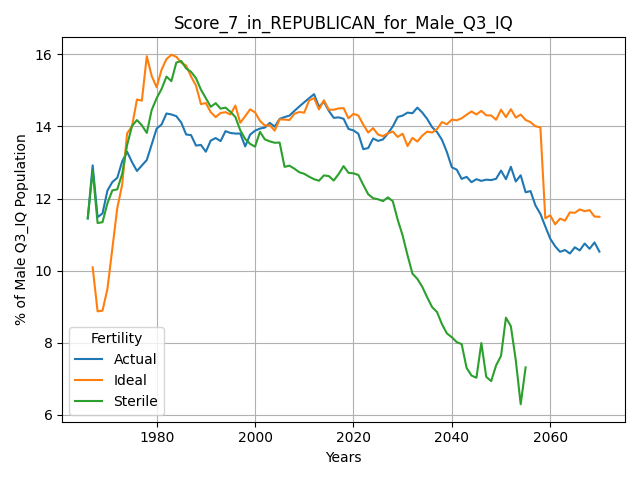 Score_7_in_REPUBLICAN_for_Male_Q3_IQ
% of Male Q3_IQ Population
16
14
12
10
8
6
Fertility
Actual
Ideal
Sterile
1980 2000 2020 2040 2060
Years